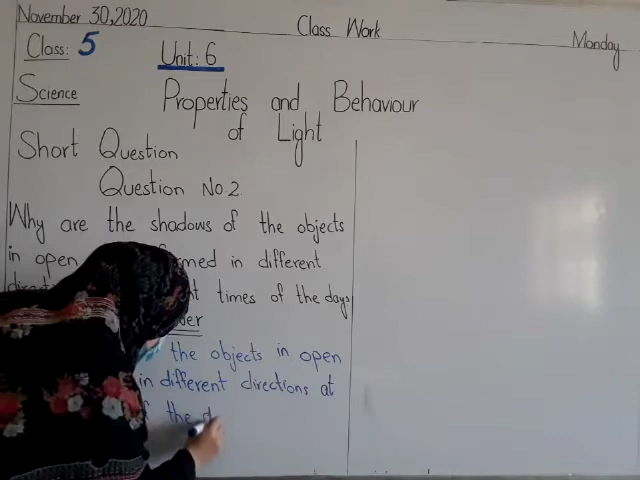 November 30,2020 Class Work Monday
Class: 5 Unit: 6
Science Properties and Behaviour
of Light
Short Question
Question No 2
Why are the shadows of the objects
in open in different
times of the days
the objects in open
in different directions at
the d